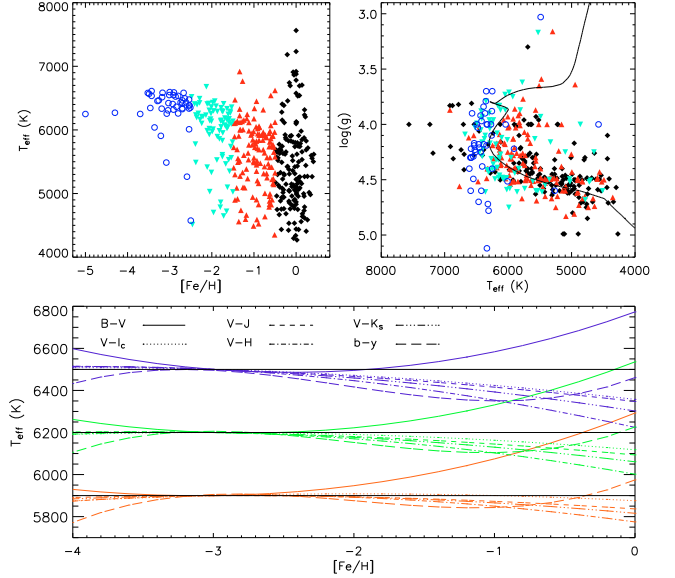 8000
7000
6000
5000
4000
T_eff (K)
−5 −4 −3 −2 −1 0
[Fe/H]
3.0
3.5
4.0
4.5
5.0
log(g)
8000 7000 6000 5000 4000
T_eff (K)
6800
6600
6400
6200
6000
5800
T_eff (K)
B−V V−J V−K_s
V−I_c V−H b−y
−4 −3 −2 −1 0
[Fe/H]